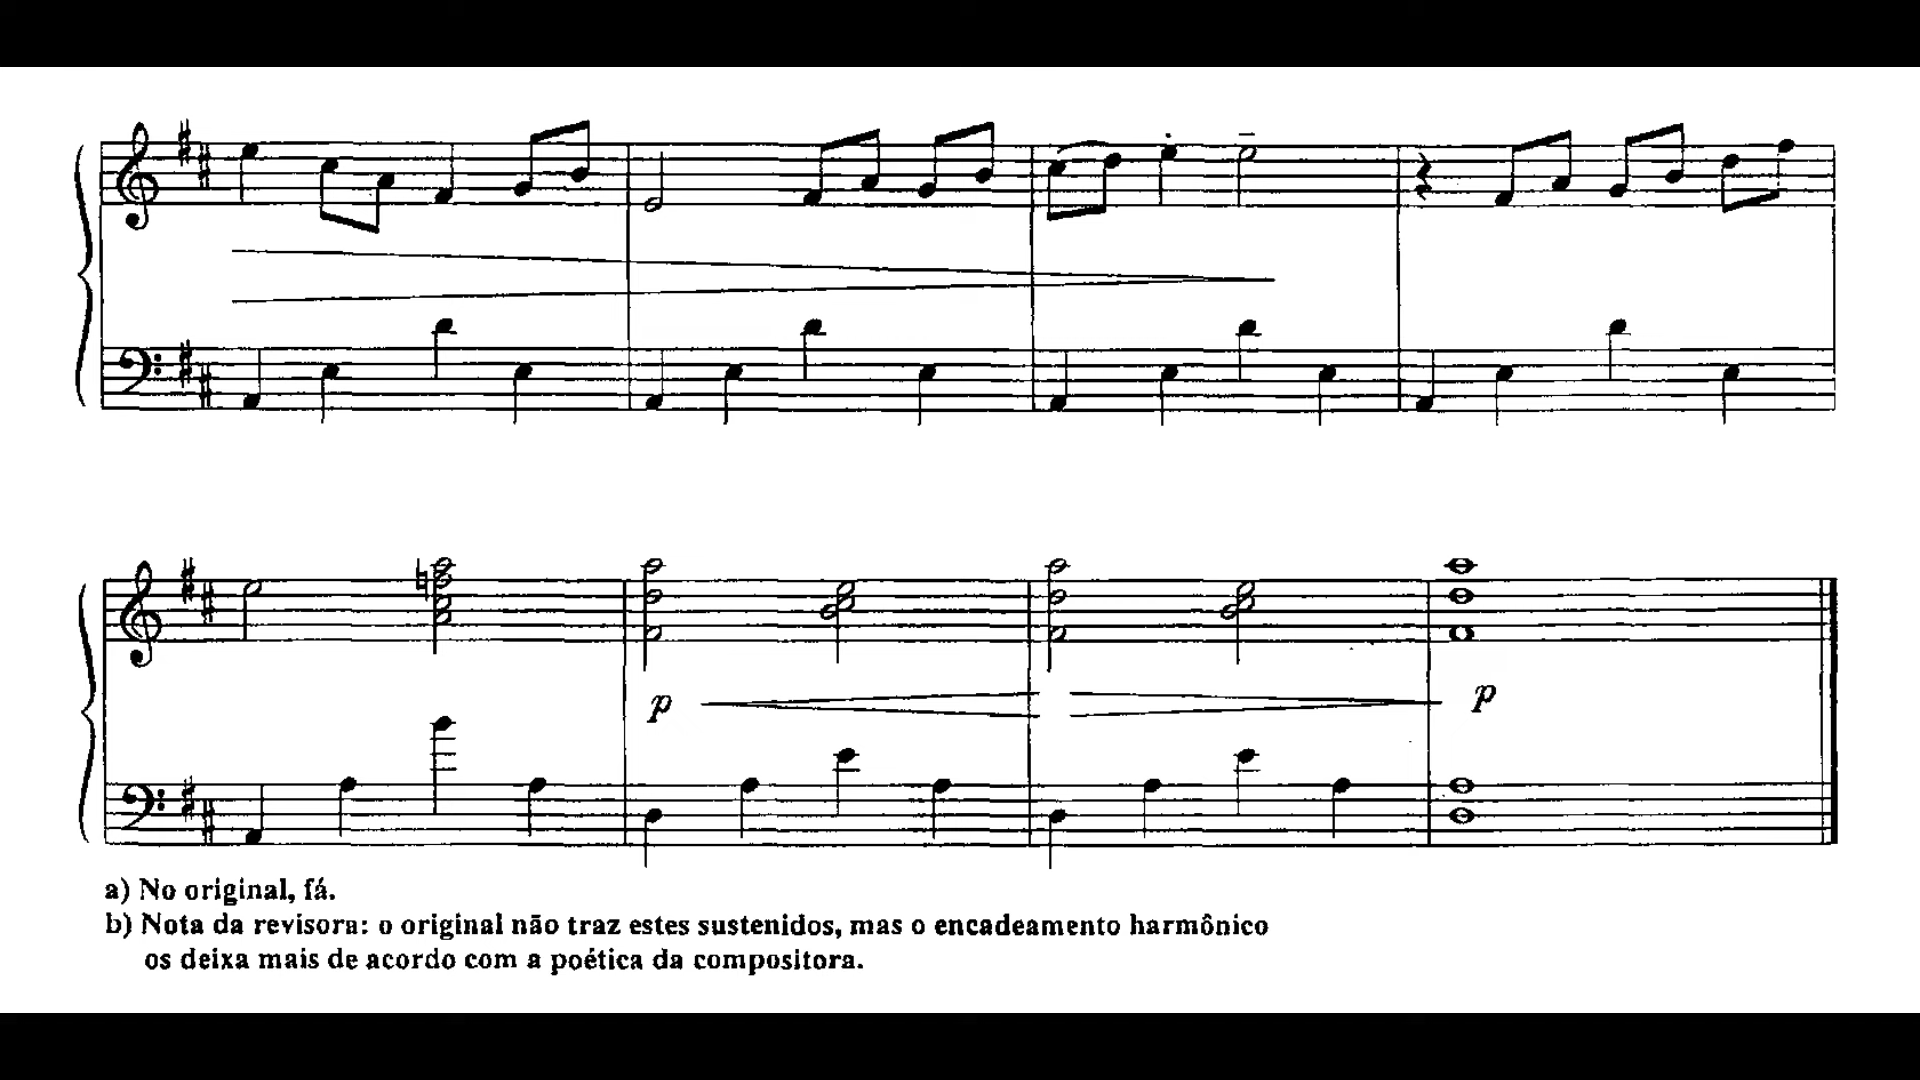 p
p
a) No original, fá.
b) Nota da revisora: o original não traz estes sustenidos, mas o encadeamento harmônico
os deixa mais de acordo com a poética da compositora.